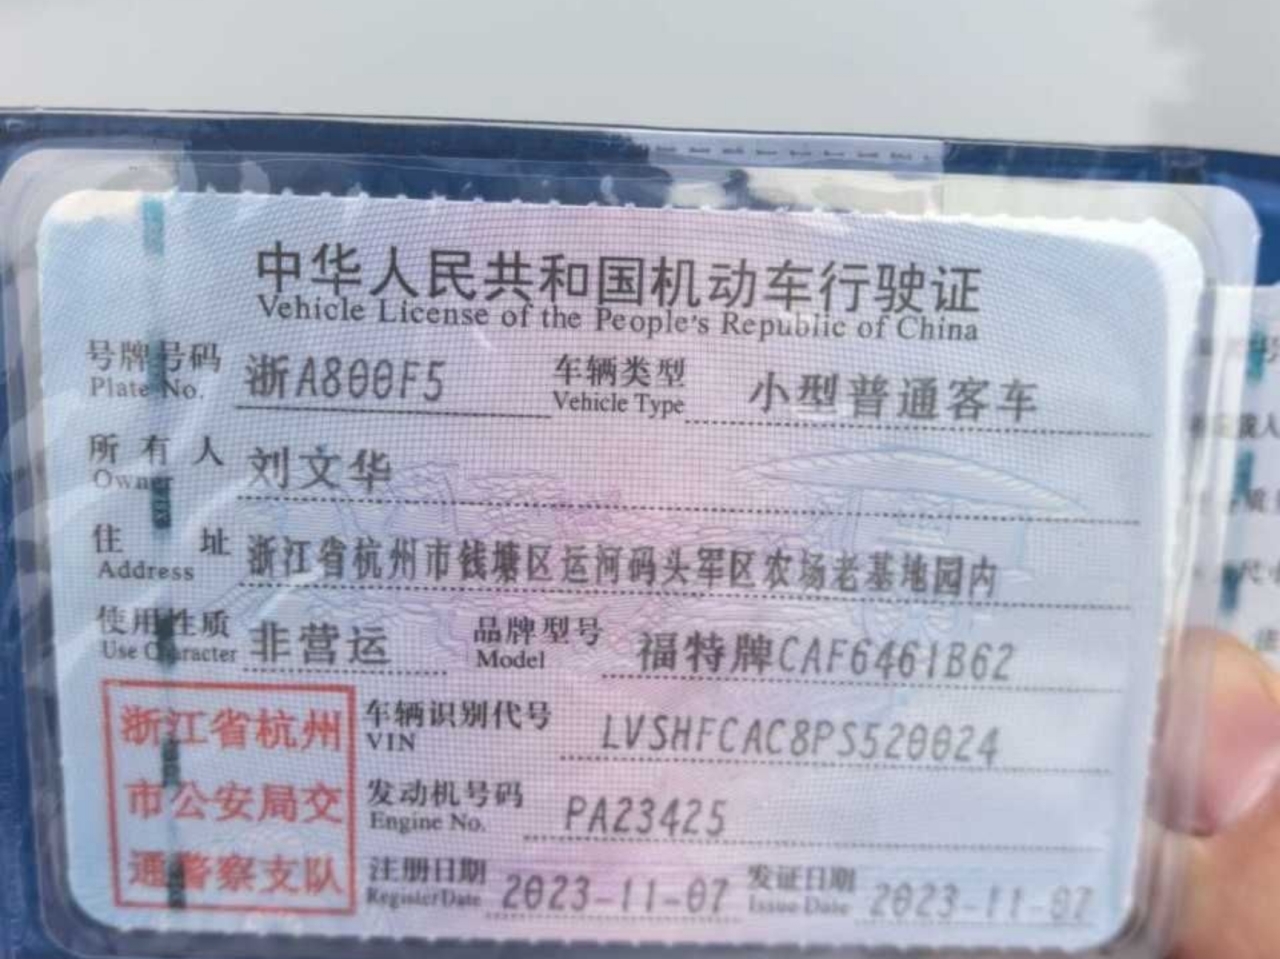 中华人民共和国机动车行驶证
Vehicle License of the People's Republic of China
号牌号码 浙A800F5 车辆类型 小型普通客车
Plate No. Vehicle Type
所有人 刘文华
Owner
住址 浙江省杭州市钱塘区运河码头军区农场老基地园内
Address
使用性质 非营运 品牌型号 福特牌CAF6461B62
Use Character Model
浙江省杭州
市公安局交
通警察支队
车辆识别代号 LVSHFCAC8PS520024
VIN
发动机号码 PA23425
Engine No.
注册日期 2023-11-07 发证日期 2023-11-07
Register Date Issue Date